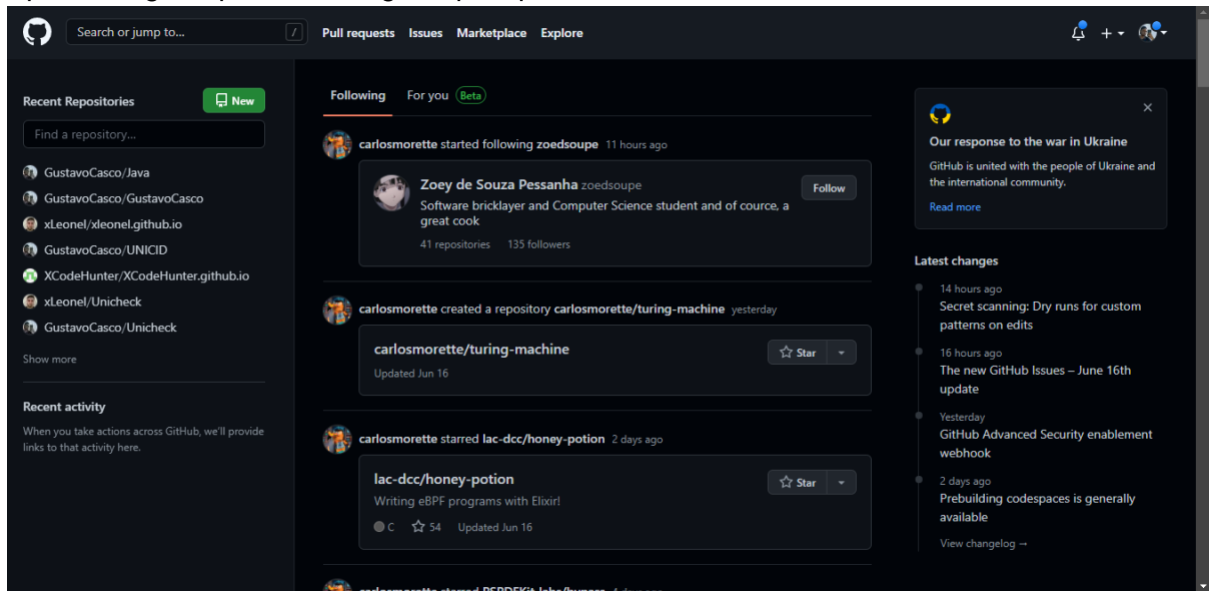 Search or jump to...
/
Pull requests Issues Marketplace Explore
Recent Repositories
New
Find a repository...
GustavoCasco/Java
GustavoCasco/GustavoCasco
xLeonel/xleonel.github.io
GustavoCasco/UNICID
XCodeHunter/XCodeHunter.github.io
xLeonel/Unicheck
GustavoCasco/Unicheck
Show more
Recent activity
When you take actions across GitHub, we'll provide
links to that activity here.
Following For you Beta
carlosmorette started following zoedsoupe 11 hours ago
Zoey de Souza Pessanha zoedsoupe
Follow
Software bricklayer and Computer Science student and of cource, a
great cook
41 repositories 135 followers
carlosmorette created a repository carlosmorette/turing-machine yesterday
carlosmorette/turing-machine
Star
Updated Jun 16
carlosmorette starred lac-dcc/honey-potion 2 days ago
lac-dcc/honey-potion
Star
Writing eBPF programs with Elixir!
C 54 Updated Jun 16
Our response to the war in Ukraine
GitHub is united with the people of Ukraine and
the international community.
Read more
Latest changes
14 hours ago
Secret scanning: Dry runs for custom
patterns on edits
16 hours ago
The new GitHub Issues – June 16th
update
Yesterday
GitHub Advanced Security enablement
webhook
2 days ago
Prebuilding codespaces is generally
available
View changelog →